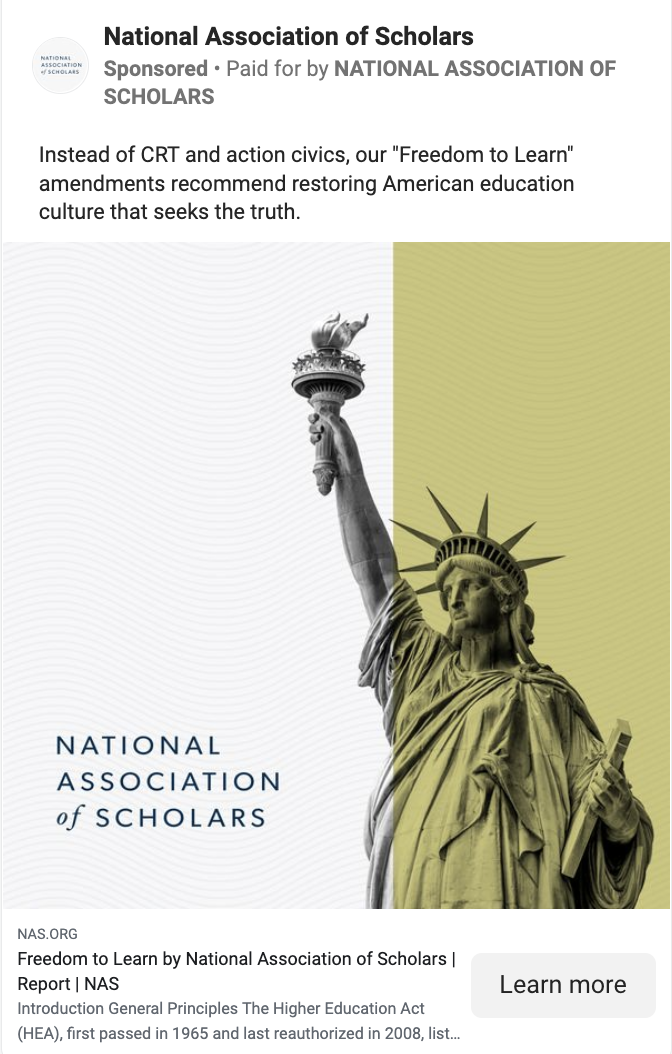 National Association of Scholars
NATIONAL
ASSOCIATION
of SCHOLARS
Sponsored • Paid for by NATIONAL ASSOCIATION OF
SCHOLARS
Instead of CRT and action civics, our "Freedom to Learn"
amendments recommend restoring American education
culture that seeks the truth.
NATIONAL
ASSOCIATION
of SCHOLARS
NAS.ORG
Freedom to Learn by National Association of Scholars |
Report | NAS
Introduction General Principles The Higher Education Act
(HEA), first passed in 1965 and last reauthorized in 2008, list...
Learn more